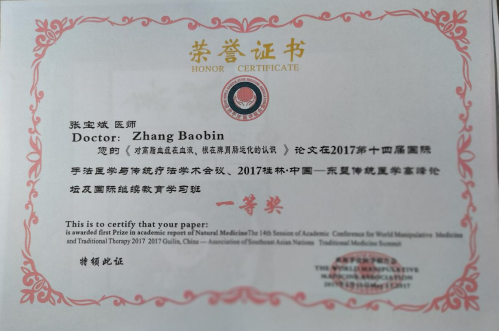 荣誉证书
HONOR CERTIFICATE
张宝斌 医师
Doctor: Zhang Baobin
您的《 对高脂血症在血液、根在脾胃肠运化的认识 》论文在2017第十四届国际
手法医学与传统疗法学术会议、2017桂林·中国—东盟传统医学高峰论
坛及国际继续教育学习班
一等奖
This is to certify that your paper:
is awarded first Prize in academic report of Natural MedicineThe 14th Session of Academic Conference for World Manipulative Medicine
and Traditional Therapy 2017 2017 Guilin, China — Association of Southeast Asian Nations Traditional Medicine Summit
特颁此证
THE WORLD MANIPULATIVE
MEDICINE ASSOCIATION